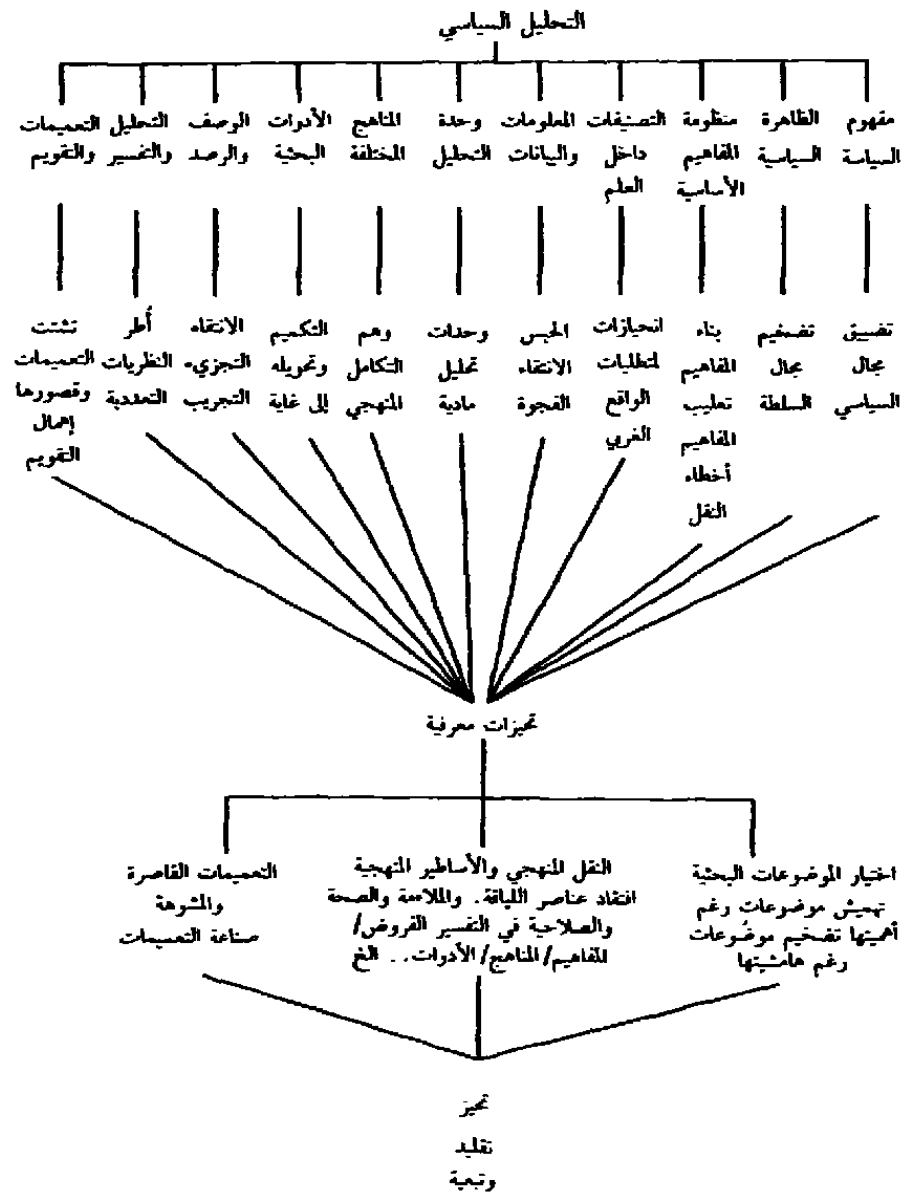 التحليل السياسي
مفهوم
السياسة
الظاهرة
السياسية
منظومة
المفاهيم
الأساسية
التصنيفات
داخل
العلم
المعلومات
والبيانات
وحدة
التحليل
المناهج
المختلفة
الأدوات
البحثية
الوصف
والرصد
التحليل
والتفسير
التعميمات
والتقويم
تضييق
مجال
السياسي
تضخيم
مجال
السلطة
بناء
المفاهيم
تعليب
المفاهيم
أخطاء
النقل
انحيازات
لمتطلبات
الواقع
الغربي
الحبس
الانتقاء
الفجوة
وحدات
تحليل
مادية
وهم
التكامل
المنهجي
التكميم
وتحويله
إلى غاية
الانتقاء
التجزيء
التجريب
أُطر
النظريات
التعددية
تشتت
التعميمات
وقصورها
إهمال
التقويم
تحيزات معرفية
اختيار الموضوعات البحثية
تهميش موضوعات رغم
أهميتها تضخيم موضوعات
رغم هامشيتها
النقل المنهجي والأساطير المنهجية
افتقاد عناصر اللياقة. والملاءمة والصحة
والصلاحية في التفسير الفروض/
المفاهيم/ المناهج/ الأدوات. . الخ
التعميمات القاصرة
والمشوهة
صناعة التعميمات
تحيز
تقليد
وتبعية